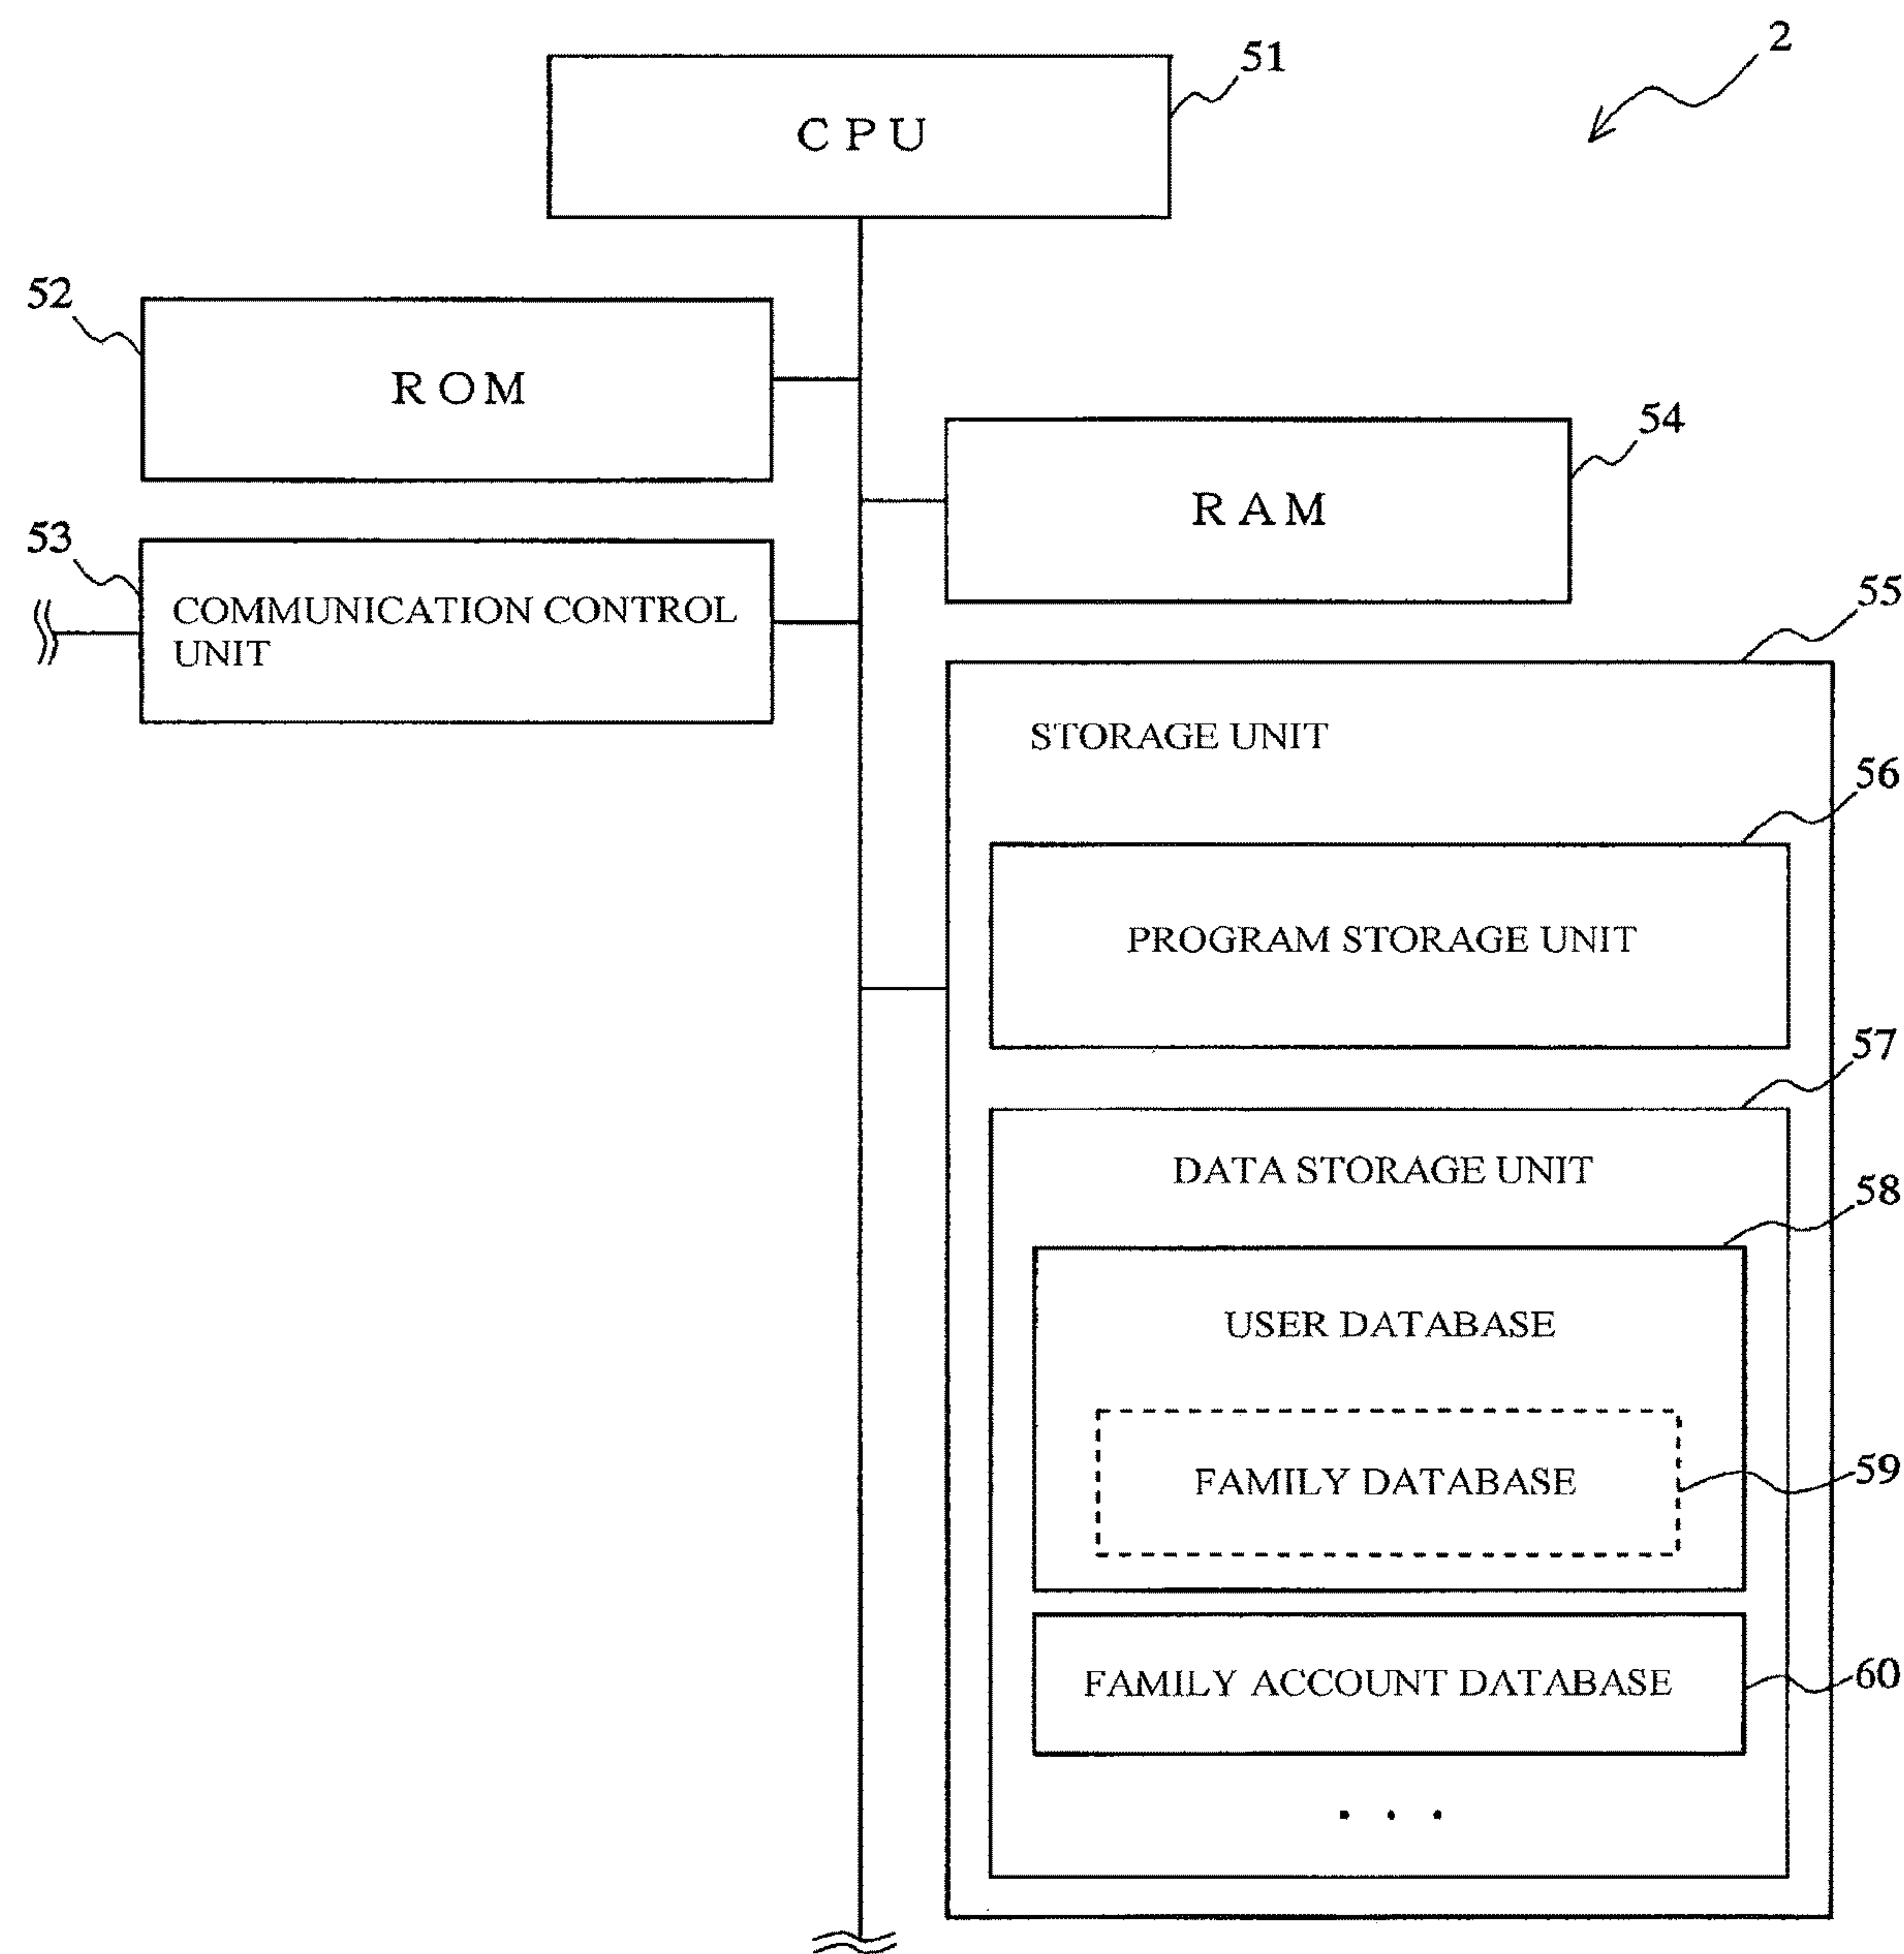 2
51
CPU
52
ROM
54
RAM
53
COMMUNICATION CONTROL
UNIT
55
STORAGE UNIT
56
PROGRAM STORAGE UNIT
57
DATA STORAGE UNIT
58
USER DATABASE
FAMILY DATABASE
59
FAMILY ACCOUNT DATABASE
60
. . .